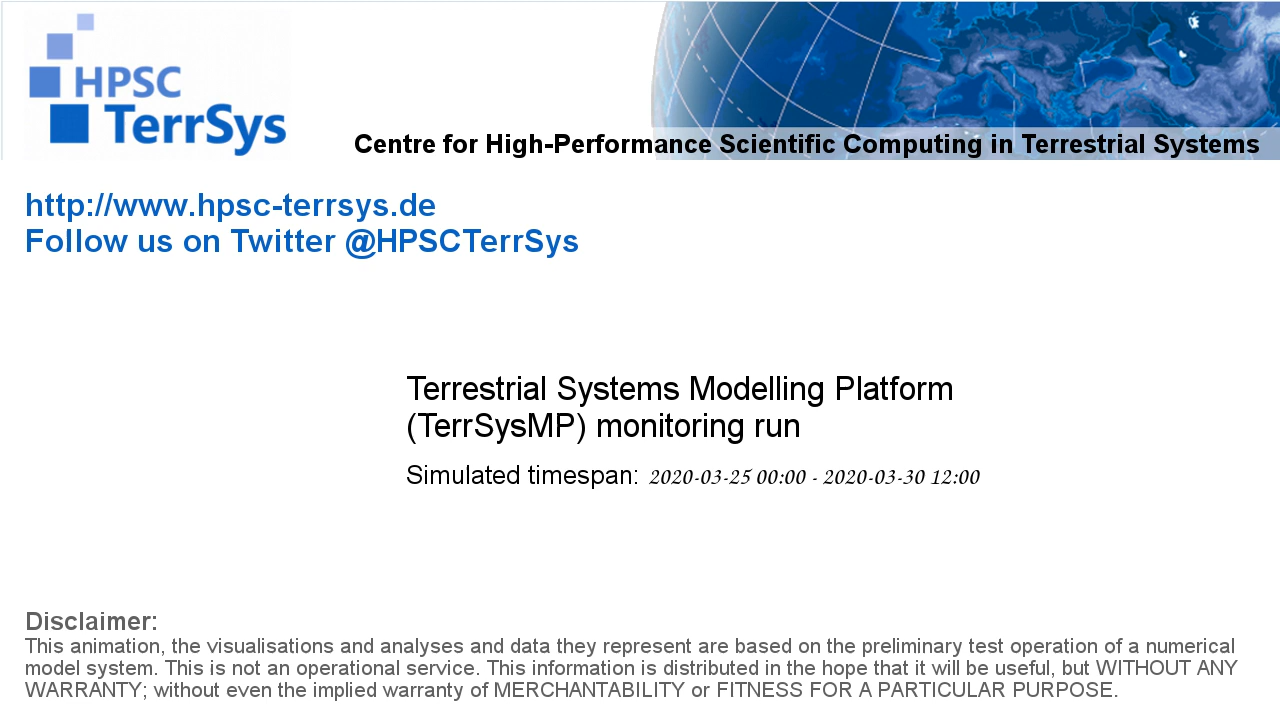 HPSC
TerrSys
Centre for High-Performance Scientific Computing in Terrestrial Systems
http://www.hpsc-terrsys.de
Follow us on Twitter @HPSCTerrSys
Terrestrial Systems Modelling Platform
(TerrSysMP) monitoring run
Simulated timespan: 2020-03-25 00:00 - 2020-03-30 12:00
Disclaimer:
This animation, the visualisations and analyses and data they represent are based on the preliminary test operation of a numerical
model system. This is not an operational service. This information is distributed in the hope that it will be useful, but WITHOUT ANY
WARRANTY; without even the implied warranty of MERCHANTABILITY or FITNESS FOR A PARTICULAR PURPOSE.